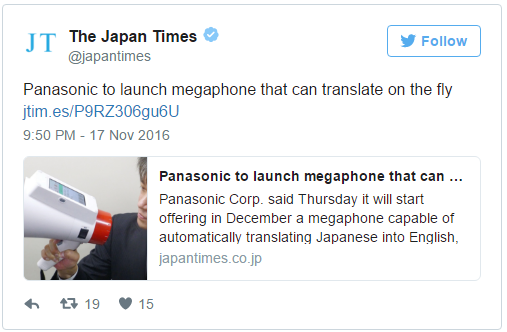 JT The Japan Times
@japantimes
Follow
Panasonic to launch megaphone that can translate on the fly
jtim.es/P9RZ306gu6U
9:50 PM - 17 Nov 2016
Panasonic to launch megaphone that can ...
Panasonic Corp. said Thursday it will start
offering in December a megaphone capable of
automatically translating Japanese into English,
japantimes.co.jp
19 15